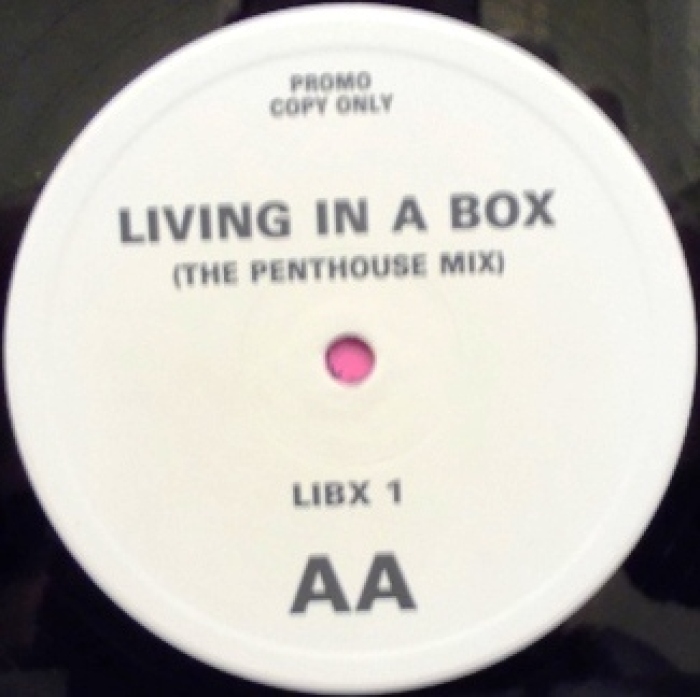 PROMO
COPY ONLY
LIVING IN A BOX
(THE PENTHOUSE MIX)
LIBX 1
AA